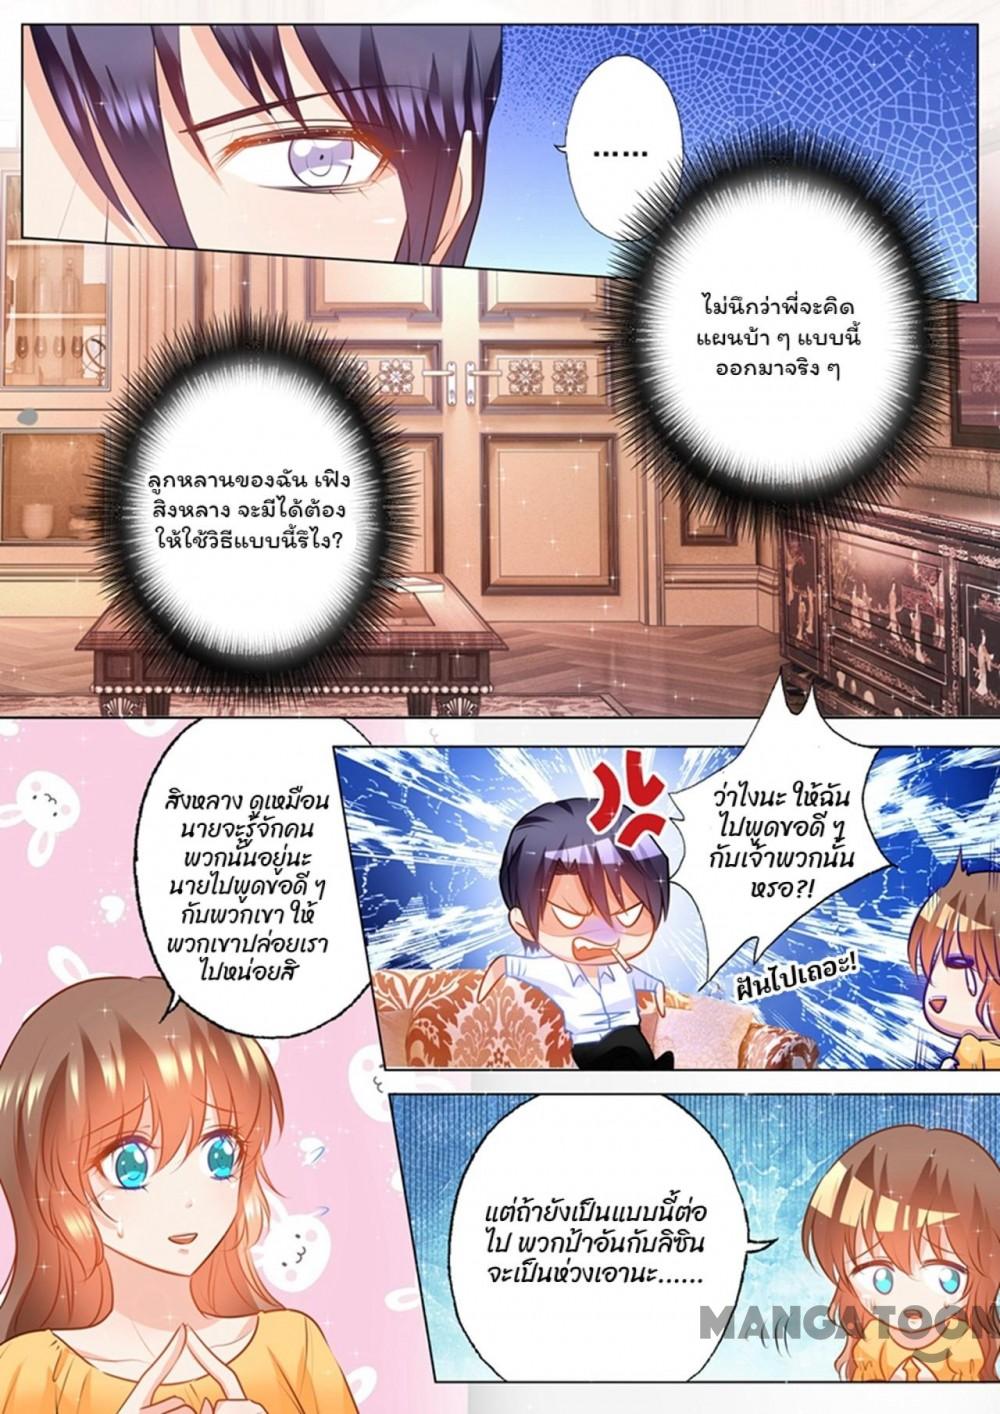 ......
ไม่นึกว่าพี่จะคิด
แผนบ้า ๆ แบบนี้
ออกมาจริง ๆ
ลูกหลานของฉัน เฟิง
สิงหลาง จะมีได้ต้อง
ให้ใช้วิธีแบบนี้รึไง?
สิงหลาง ดูเหมือน
นายจะรู้จักคน
พวกนั้นอยู่นะ
นายไปพูดขอดี ๆ
กับพวกเขา ให้
พวกเขาปล่อยเรา
ไปหน่อยสิ
ว่าไงนะ ให้ฉัน
ไปพูดขอดี ๆ
กับเจ้าพวกนั้น
หรอ?!
ฝันไปเถอะ!
แต่ถ้ายังเป็นแบบนี้ต่อ
ไป พวกป้าอันกับลิซิน
จะเป็นห่วงเอานะ......
MANGATOON